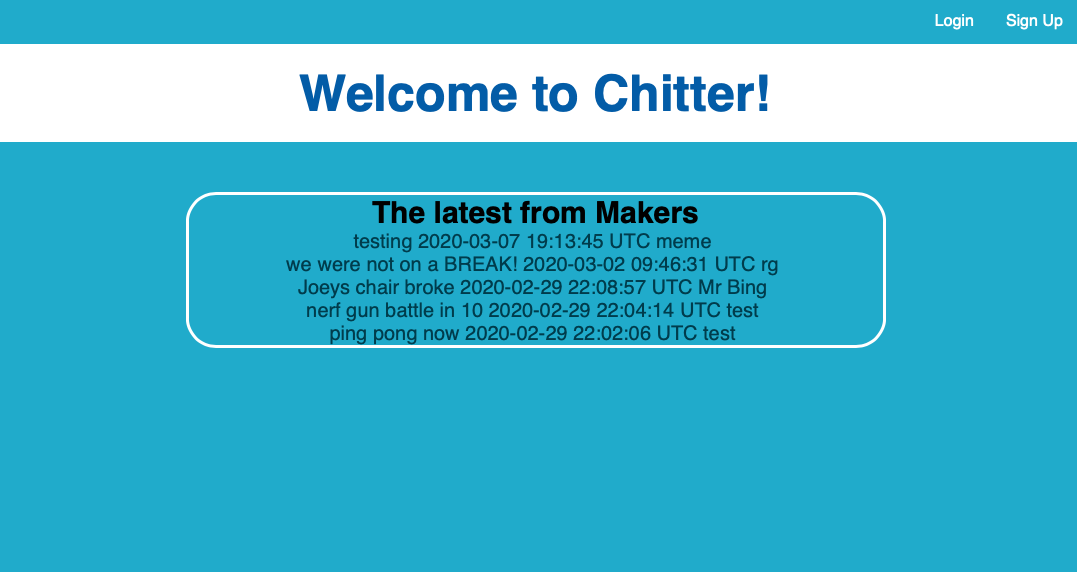 Login Sign Up
Welcome to Chitter!
The latest from Makers
testing 2020-03-07 19:13:45 UTC meme
we were not on a BREAK! 2020-03-02 09:46:31 UTC rg
Joeys chair broke 2020-02-29 22:08:57 UTC Mr Bing
nerf gun battle in 10 2020-02-29 22:04:14 UTC test
ping pong now 2020-02-29 22:02:06 UTC test